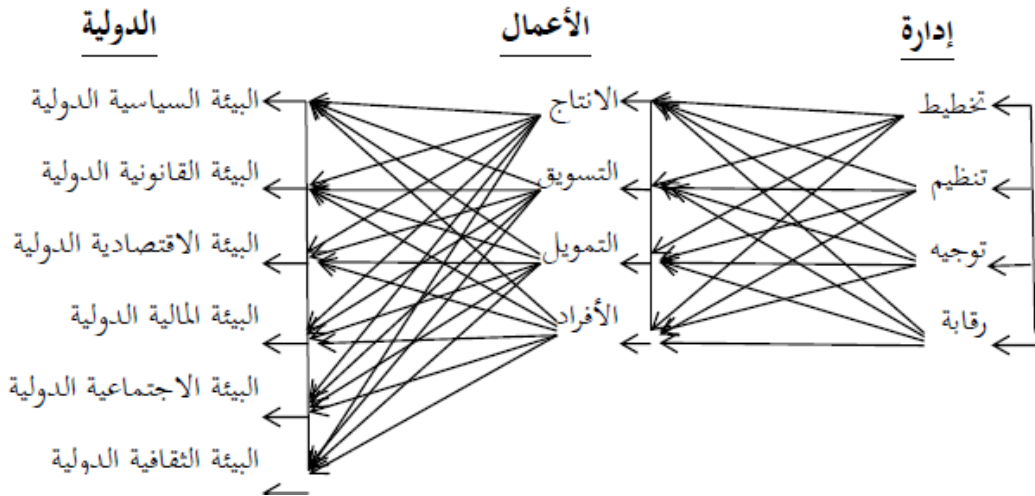 إدارة
الأعمال
الدولية
تخطيط
الانتاج
البيئة السياسية الدولية
تنظيم
التسويق
البيئة القانونية الدولية
توجيه
التمويل
البيئة الاقتصادية الدولية
رقابة
الأفراد
البيئة المالية الدولية
البيئة الاجتماعية الدولية
البيئة الثقافية الدولية